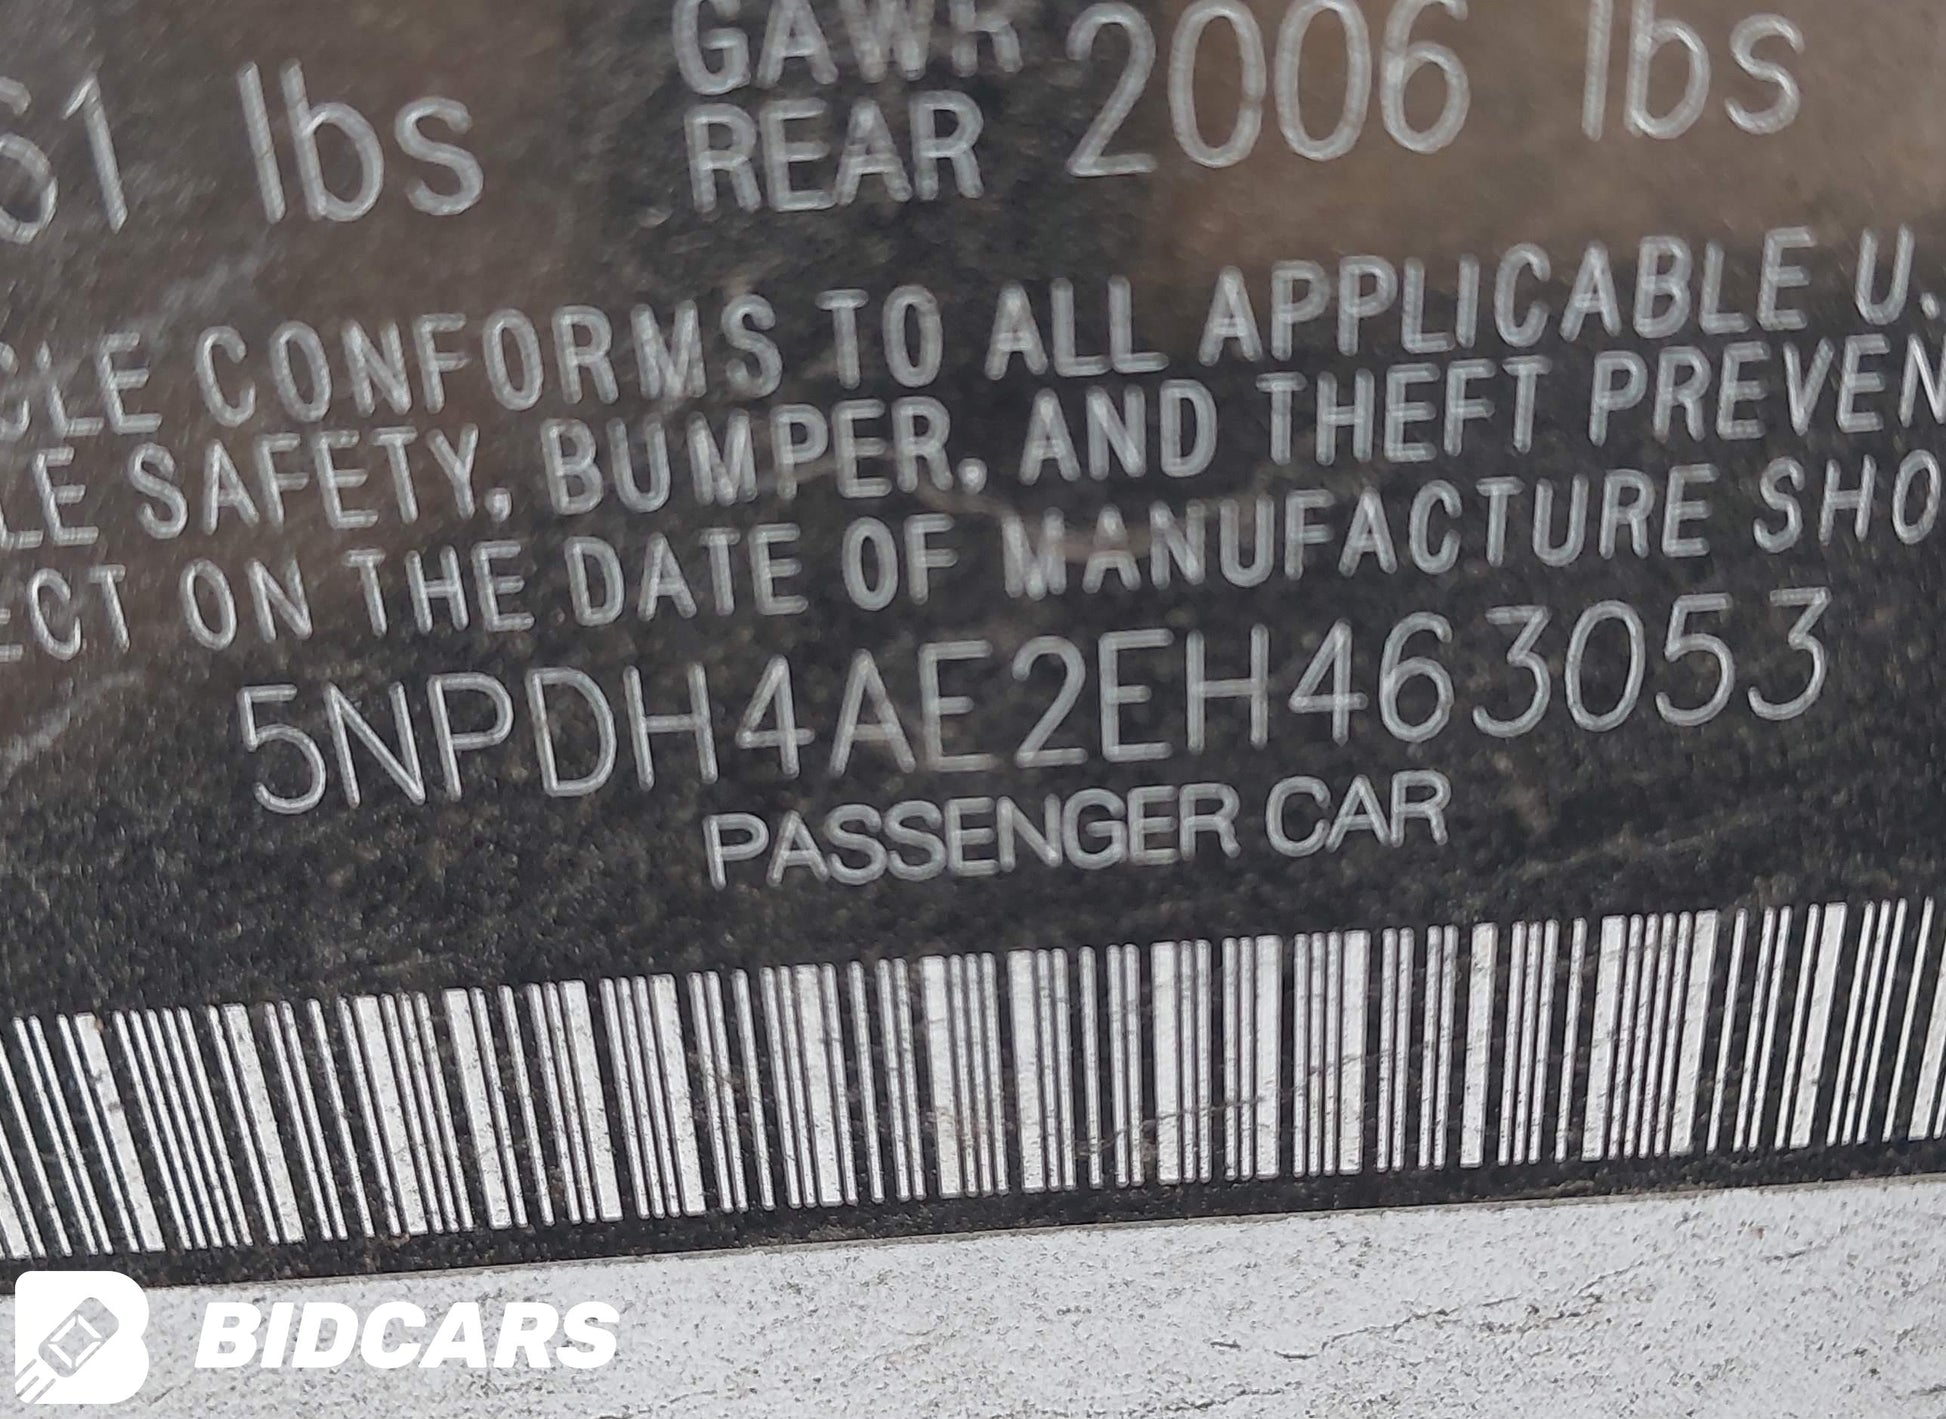 61 lbs GAWR REAR 2006 lbs
CLE CONFORMS TO ALL APPLICABLE U.
LE SAFETY, BUMPER, AND THEFT PREVEN
ECT ON THE DATE OF MANUFACTURE SHO
5NPDH4AE2EH463053
PASSENGER CAR
BIDCARS